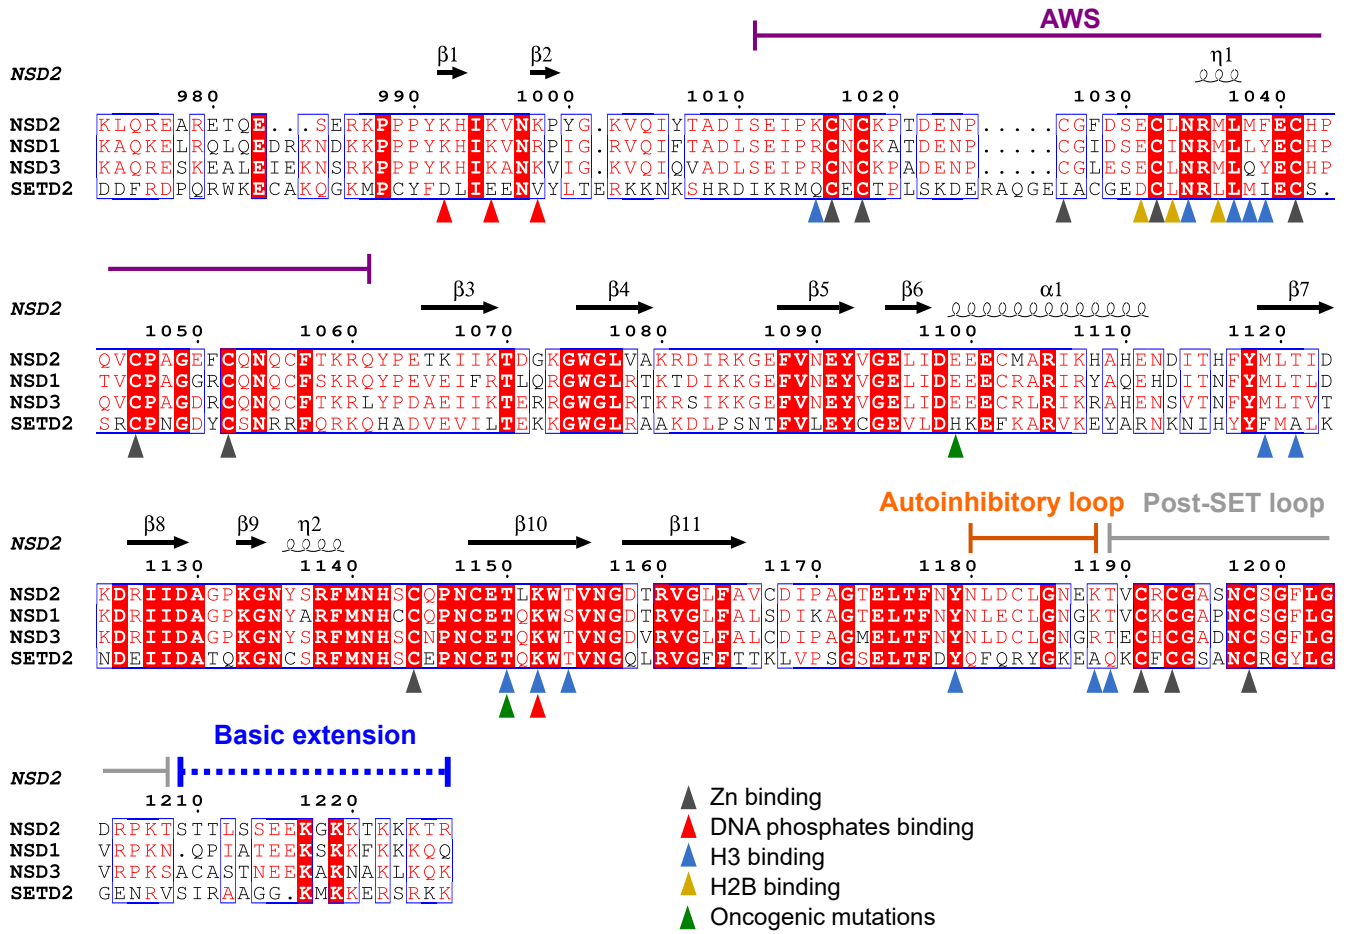 AWS
β1 β2 η1
NSD2
980 990 1000 1010 1020 1030 1040
NSD2 KLQREARETQE...SERKPPPYKHIKVNKPYG.KVQIYTADISEIPKCNCKPTDENP.....CGFDSECLNRMLMFECHP
NSD1 KAQKELRQLQEDRKNDKKPPPYKHIKVNRPIG.RVQIFTADLSEIPRCNCKATDENP.....CGIDSECINRMLLYECHP
NSD3 KAQRESKEALEIEKNSRKPPPYKHIKANKVIG.KVQIQVADLSEIPRCNCKPADENP.....CGLESECLNRMLQYECHP
SETD2 DDFRDPQRWKECAKQGKMPCYFDLIEENVYLTERKKNKSHRDIKRMQCECTPLSKDERAQGEIACGEDCLNRLLMIECS.
β3 β4 β5 β6 α1 β7
NSD2
1050 1060 1070 1080 1090 1100 1110 1120
NSD2 QVCPAGEFCQNQCFTKRQYPETKIIKTDGKGWGLVAKRDIRKGEFVNEYVGELIDEEECMARIKHAHENDITHFYMLTID
NSD1 TVCPAGGRCQNQCFSKRQYPEVEIFRTLQRGWGLRTKTDIKKGEFVNEYVGELIDEEECRARIRYAQEHDITNFYMLTLD
NSD3 QVCPAGDRCQNQCFTKRLYPDAEIIKTERRGWGLRTKRSIKKGEFVNEYVGELIDEEECRLRIKRAHENSVTNFYMLTVT
SETD2 SRCPNGDYCSNRRFQRKQHADVEVILTEKKGWGLRAAKDLPSNTFVLEYCGEVLDHKEFKARVKEYARNKNIHYYFMALK
Autoinhibitory loop Post-SET loop
β8 β9 η2 β10 β11
NSD2
1130 1140 1150 1160 1170 1180 1190 1200
NSD2 KDRIIDAGPKGNYSRFMNHSCQPNCETLKWTVNGDTRVGLFAVCDIPAGTELTFNYNLDCLGNEKTVCRCGASNCSGFLG
NSD1 KDRIIDAGPKGNYARFMNHCCQPNCETQKWSVNGDTRVGLFALSDIKAGTELTFNYNLECLGNGKTVCKCGAPNCSGFLG
NSD3 KDRIIDAGPKGNYSRFMNHSCNPNCETQKWTVNGDVRVGLFALCDIPAGMELTFNYNLDCLGNGRTECHCGADNCSGFLG
SETD2 NDEIIDATQKGNCSRFMNHSCEPNCETQKWTVNGQLRVGFFTTKLVPSGSELTFDYQFQRYGKEAQKCFCGSANCRGYLG
Basic extension
NSD2
1210 1220
NSD2 DRPKTSTTLSSEEKGKKTKKKTR
NSD1 VRPKN.QPIATEEKSKKFKKKQQ
NSD3 VRPKSACASTNEEKAKNAKLKQK
SETD2 GENRVSIRAAGG.KMKKERSRKK
Zn binding
DNA phosphates binding
H3 binding
H2B binding
Oncogenic mutations